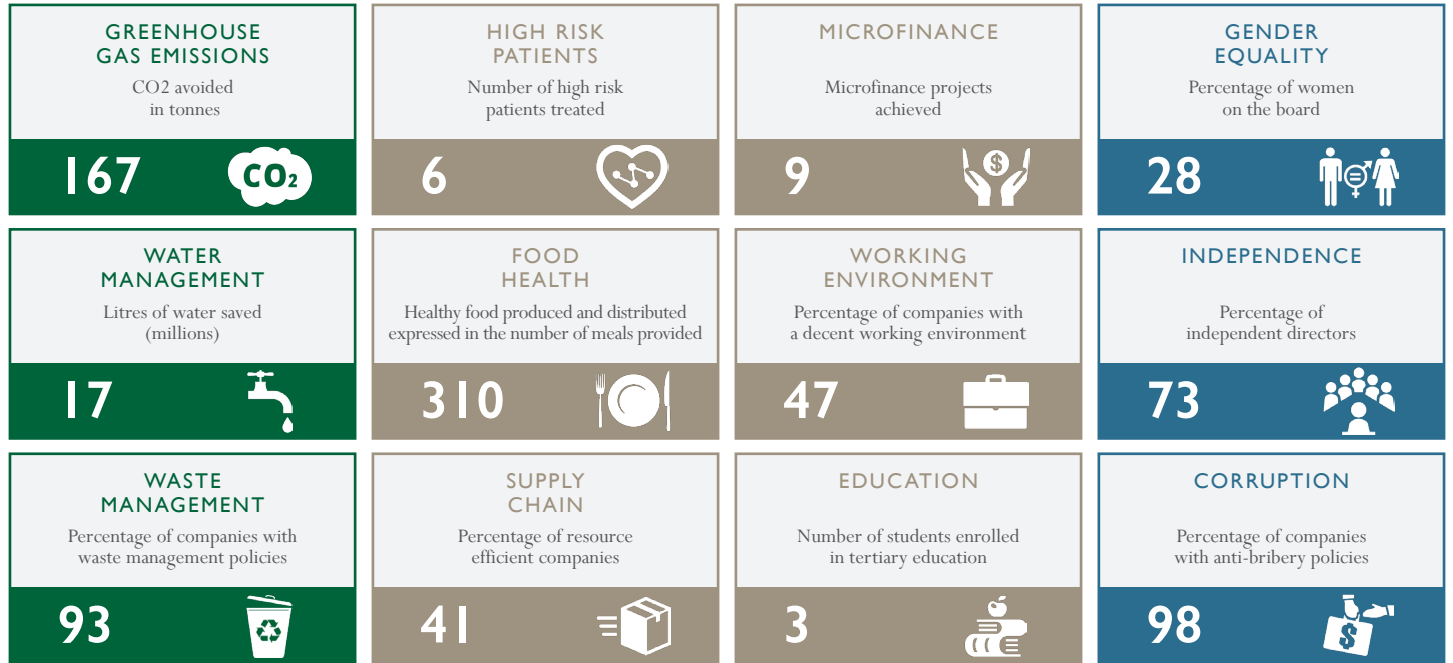 GREENHOUSE
GAS EMISSIONS
CO2 avoided
in tonnes
167
CO2
HIGH RISK
PATIENTS
Number of high risk
patients treated
6
MICROFINANCE
Microfinance projects
achieved
9
$
GENDER
EQUALITY
Percentage of women
on the board
28
WATER
MANAGEMENT
Litres of water saved
(millions)
17
FOOD
HEALTH
Healthy food produced and distributed
expressed in the number of meals provided
310
WORKING
ENVIRONMENT
Percentage of companies with
a decent working environment
47
INDEPENDENCE
Percentage of
independent directors
73
WASTE
MANAGEMENT
Percentage of companies with
waste management policies
93
SUPPLY
CHAIN
Percentage of resource
efficient companies
41
EDUCATION
Number of students enrolled
in tertiary education
3
CORRUPTION
Percentage of companies
with anti-bribery policies
98
$